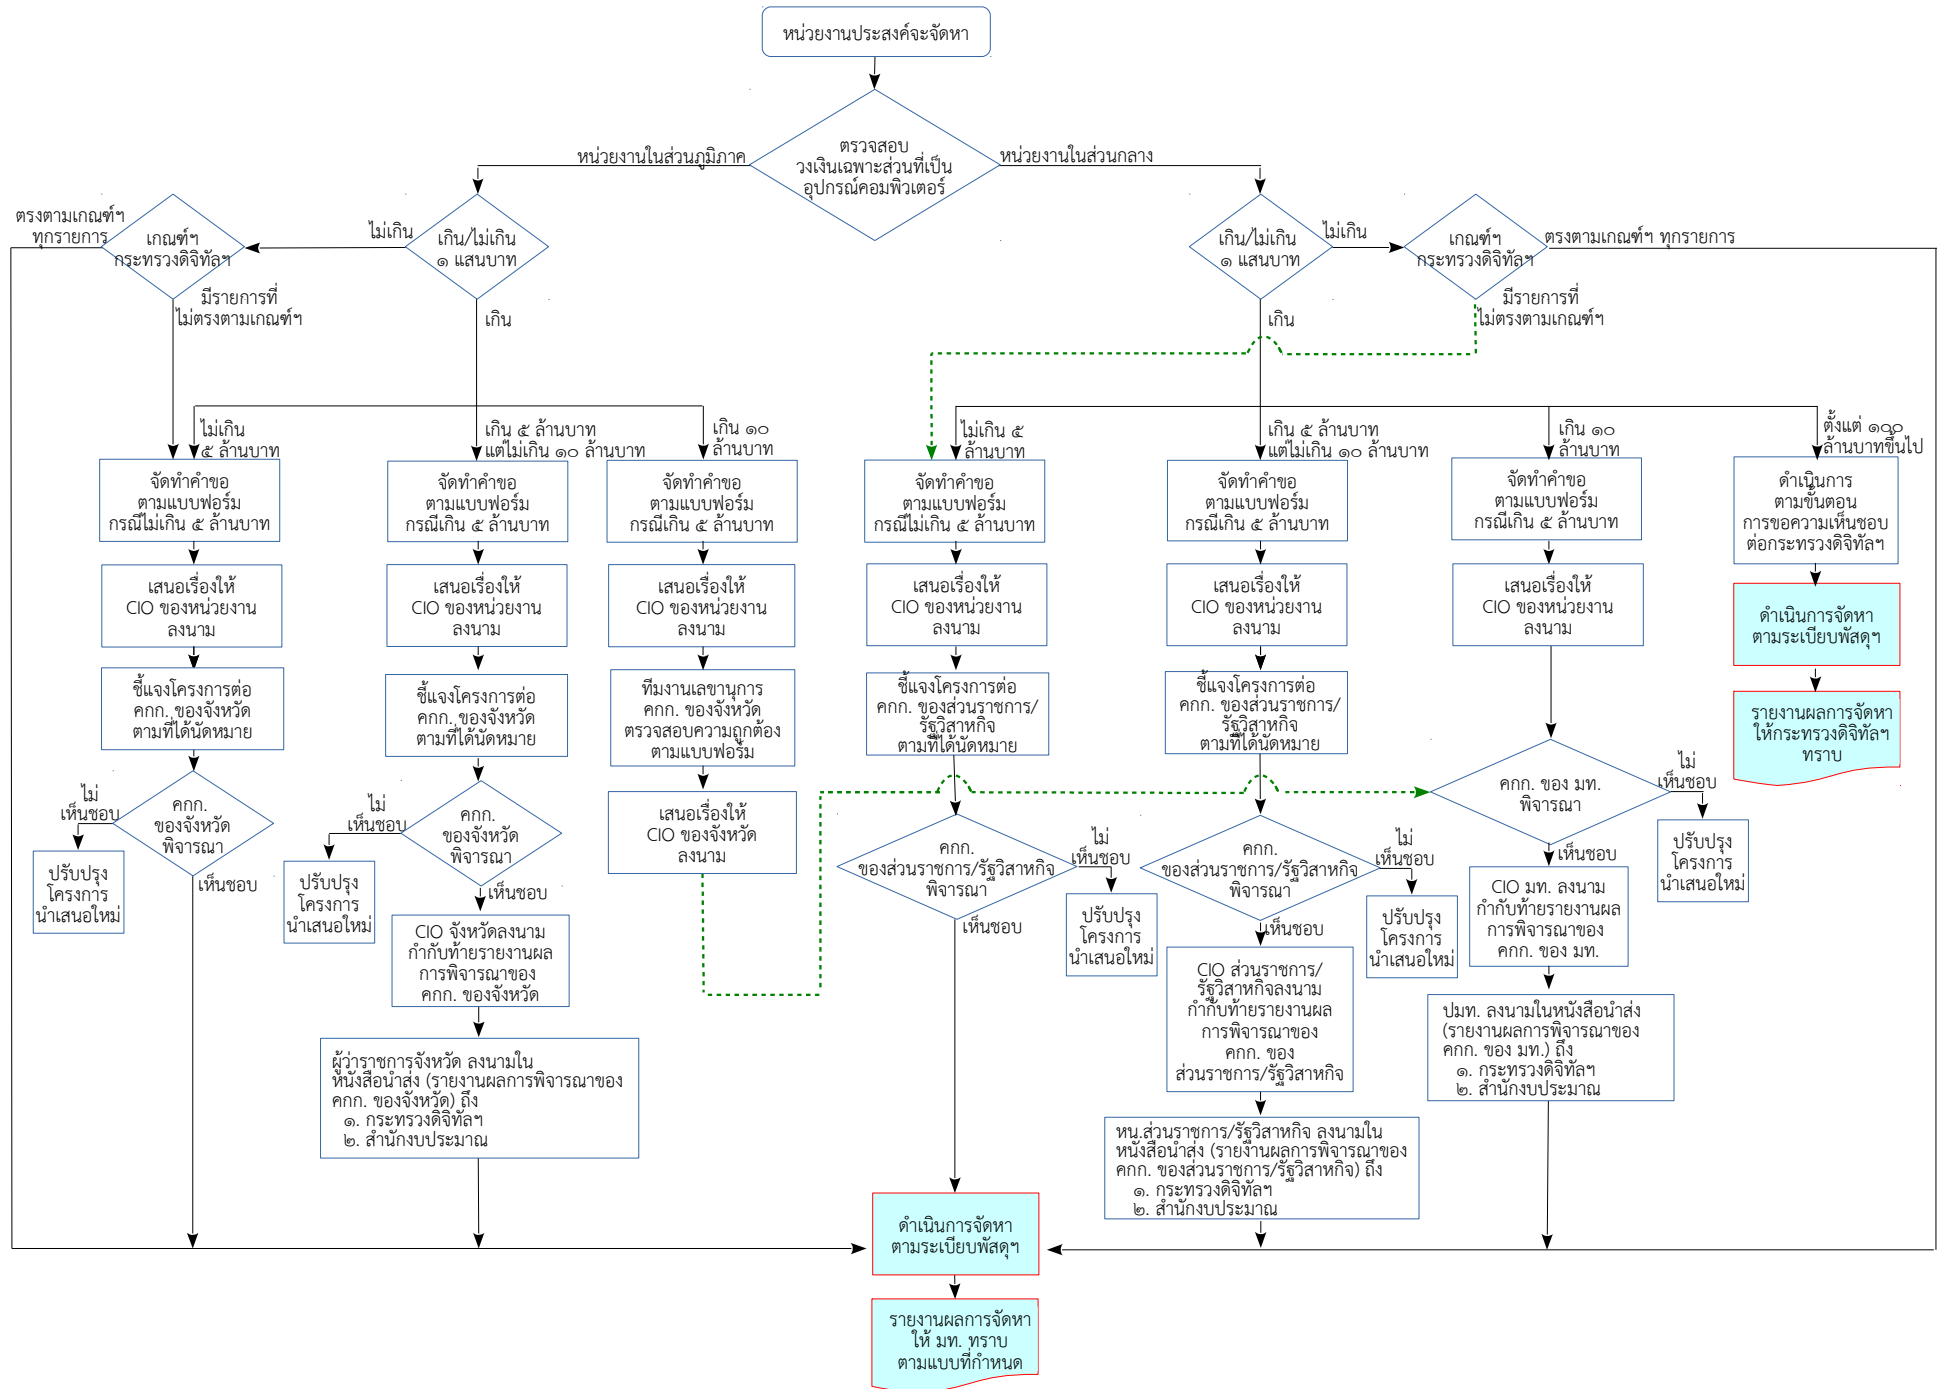 หน่วยงานประสงค์จะจัดหา
ตรวจสอบ
วงเงินเฉพาะส่วนที่เป็น
อุปกรณ์คอมพิวเตอร์
หน่วยงานในส่วนภูมิภาค
หน่วยงานในส่วนกลาง
ตรงตามเกณฑ์ฯ
ทุกรายการ
เกณฑ์ฯ
กระทรวงดิจิทัลฯ
ไม่เกิน
เกิน/ไม่เกิน
๑ แสนบาท
มีรายการที่
ไม่ตรงตามเกณฑ์ฯ
เกิน
เกิน/ไม่เกิน
๑ แสนบาท
ไม่เกิน
เกณฑ์ฯ
กระทรวงดิจิทัลฯ
ตรงตามเกณฑ์ฯ ทุกรายการ
มีรายการที่
ไม่ตรงตามเกณฑ์ฯ
เกิน
ไม่เกิน
๕ ล้านบาท
จัดทำคำขอ
ตามแบบฟอร์ม
กรณีไม่เกิน ๕ ล้านบาท
เสนอเรื่องให้
CIO ของหน่วยงาน
ลงนาม
ชี้แจงโครงการต่อ
คกก. ของจังหวัด
ตามที่ได้นัดหมาย
คกก.
ของจังหวัด
พิจารณา
ไม่
เห็นชอบ
ปรับปรุง
โครงการ
นำเสนอใหม่
เห็นชอบ
เกิน ๕ ล้านบาท
แต่ไม่เกิน ๑๐ ล้านบาท
จัดทำคำขอ
ตามแบบฟอร์ม
กรณีเกิน ๕ ล้านบาท
เสนอเรื่องให้
CIO ของหน่วยงาน
ลงนาม
ชี้แจงโครงการต่อ
คกก. ของจังหวัด
ตามที่ได้นัดหมาย
คกก.
ของจังหวัด
พิจารณา
ไม่
เห็นชอบ
ปรับปรุง
โครงการ
นำเสนอใหม่
เห็นชอบ
CIO จังหวัดลงนาม
กำกับท้ายรายงานผล
การพิจารณาของ
คกก. ของจังหวัด
ผู้ว่าราชการจังหวัด ลงนามใน
หนังสือนำส่ง (รายงานผลการพิจารณาของ
คกก. ของจังหวัด) ถึง
๑. กระทรวงดิจิทัลฯ
๒. สำนักงบประมาณ
เกิน ๑๐
ล้านบาท
จัดทำคำขอ
ตามแบบฟอร์ม
กรณีเกิน ๕ ล้านบาท
เสนอเรื่องให้
CIO ของหน่วยงาน
ลงนาม
ทีมงานเลขานุการ
คกก. ของจังหวัด
ตรวจสอบความถูกต้อง
ตามแบบฟอร์ม
เสนอเรื่องให้
CIO ของจังหวัด
ลงนาม
ไม่เกิน ๕
ล้านบาท
จัดทำคำขอ
ตามแบบฟอร์ม
กรณีไม่เกิน ๕ ล้านบาท
เสนอเรื่องให้
CIO ของหน่วยงาน
ลงนาม
ชี้แจงโครงการต่อ
คกก. ของส่วนราชการ/
รัฐวิสาหกิจ
ตามที่ได้นัดหมาย
คกก.
ของส่วนราชการ/รัฐวิสาหกิจ
พิจารณา
ไม่
เห็นชอบ
ปรับปรุง
โครงการ
นำเสนอใหม่
เห็นชอบ
เกิน ๕ ล้านบาท
แต่ไม่เกิน ๑๐ ล้านบาท
จัดทำคำขอ
ตามแบบฟอร์ม
กรณีเกิน ๕ ล้านบาท
เสนอเรื่องให้
CIO ของหน่วยงาน
ลงนาม
ชี้แจงโครงการต่อ
คกก. ของส่วนราชการ/
รัฐวิสาหกิจ
ตามที่ได้นัดหมาย
คกก.
ของส่วนราชการ/รัฐวิสาหกิจ
พิจารณา
ไม่
เห็นชอบ
ปรับปรุง
โครงการ
นำเสนอใหม่
เห็นชอบ
CIO ส่วนราชการ/
รัฐวิสาหกิจลงนาม
กำกับท้ายรายงานผล
การพิจารณาของ
คกก. ของ
ส่วนราชการ/รัฐวิสาหกิจ
หน.ส่วนราชการ/รัฐวิสาหกิจ ลงนามใน
หนังสือนำส่ง (รายงานผลการพิจารณาของ
คกก. ของส่วนราชการ/รัฐวิสาหกิจ) ถึง
๑. กระทรวงดิจิทัลฯ
๒. สำนักงบประมาณ
เกิน ๑๐
ล้านบาท
จัดทำคำขอ
ตามแบบฟอร์ม
กรณีเกิน ๕ ล้านบาท
เสนอเรื่องให้
CIO ของหน่วยงาน
ลงนาม
คกก. ของ มท.
พิจารณา
ไม่
เห็นชอบ
ปรับปรุง
โครงการ
นำเสนอใหม่
เห็นชอบ
CIO มท. ลงนาม
กำกับท้ายรายงานผล
การพิจารณาของ
คกก. ของ มท.
ปมท. ลงนามในหนังสือนำส่ง
(รายงานผลการพิจารณาของ
คกก. ของ มท.) ถึง
๑. กระทรวงดิจิทัลฯ
๒. สำนักงบประมาณ
ตั้งแต่ ๑๐๐
ล้านบาทขึ้นไป
ดำเนินการ
ตามขั้นตอน
การขอความเห็นชอบ
ต่อกระทรวงดิจิทัลฯ
ดำเนินการจัดหา
ตามระเบียบพัสดุฯ
รายงานผลการจัดหา
ให้กระทรวงดิจิทัลฯ
ทราบ
ดำเนินการจัดหา
ตามระเบียบพัสดุฯ
รายงานผลการจัดหา
ให้ มท. ทราบ
ตามแบบที่กำหนด